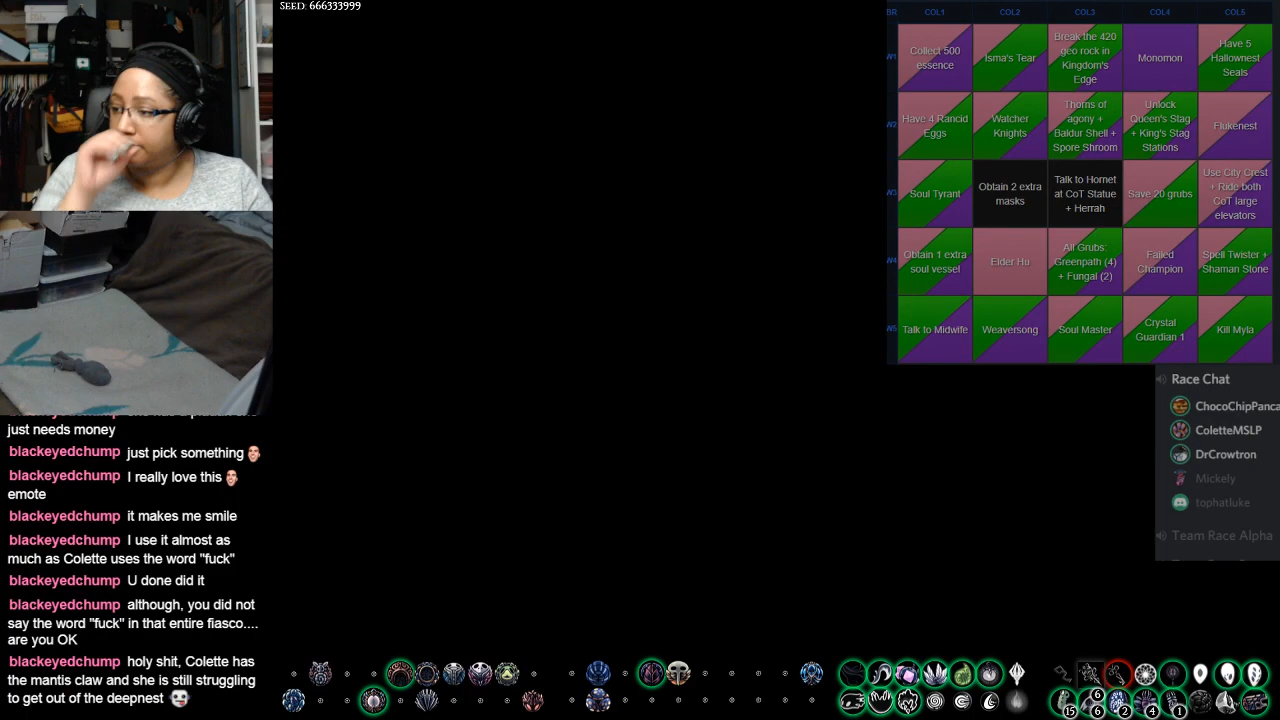 SEED: 666333999
COL1
COL2
COL3
COL4
COL5
Collect 500
essence
Isma's Tear
Break the 420
geo rock in
Kingdom's
Edge
Monomon
Have 5
Hallownest
Seals
Have 4 Rancid
Eggs
Watcher
Knights
Thorns of
agony +
Baldur Shell +
Spore Shroom
Unlock
Queen's Stag
+ King's Stag
Stations
Flukenest
Soul Tyrant
Obtain 2 extra
masks
Talk to Hornet
at CoT Statue
+ Herrah
Save 20 grubs
Use City Crest
+ Ride both
CoT large
elevators
Obtain 1 extra
soul vessel
Elder Hu
All Grubs:
Greenpath (4)
+ Fungal (2)
Failed
Champion
Spell Twister +
Shaman Stone
Talk to Midwife
Weaversong
Soul Master
Crystal
Guardian 1
Kill Myla
Race Chat
ChocoChipPanca
ColetteMSLP
DrCrowtron
Mickely
tophatluke
Team Race Alpha
just needs money
blackeyedchump just pick something
blackeyedchump I really love this
emote
blackeyedchump it makes me smile
blackeyedchump I use it almost as
much as Colette uses the word "fuck"
blackeyedchump U done did it
blackeyedchump although, you did not
say the word "fuck" in that entire fiasco....
are you OK
blackeyedchump holy shit, Colette has
the mantis claw and she is still struggling
to get out of the deepnest
15
6
6
2
4
1